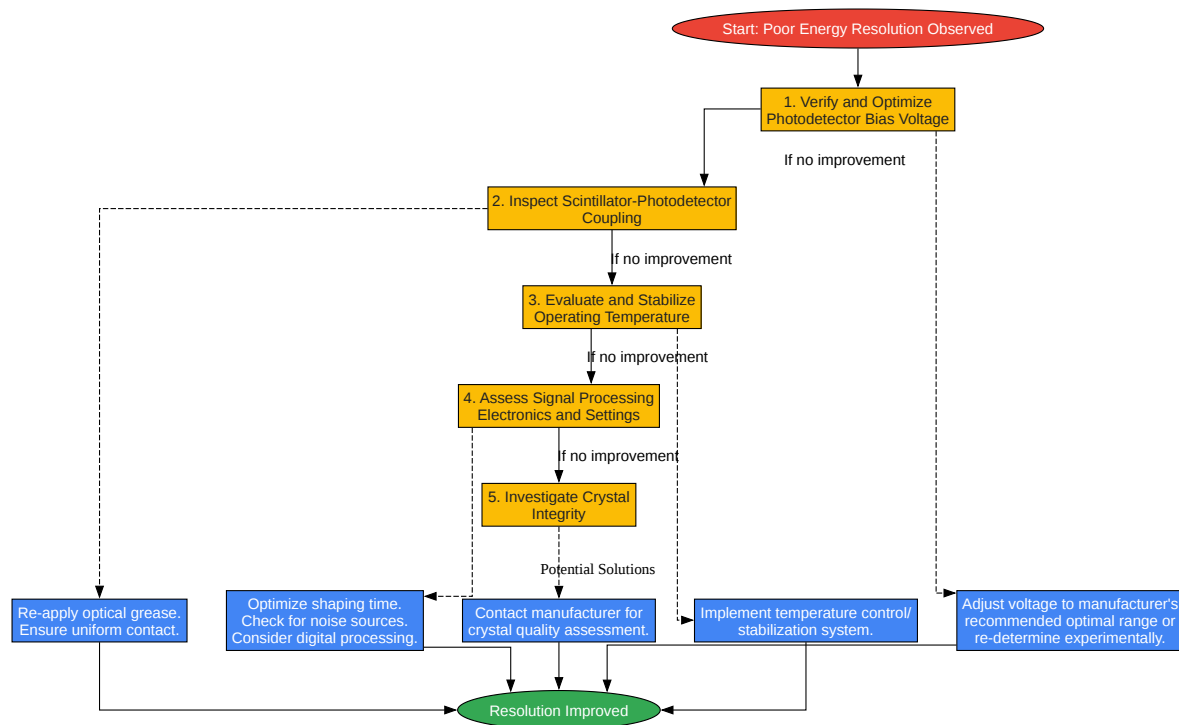 Start: Poor Energy Resolution Observed
1. Verify and Optimize
Photodetector Bias Voltage
If no improvement
2. Inspect Scintillator-Photodetector
Coupling
If no improvement
3. Evaluate and Stabilize
Operating Temperature
If no improvement
4. Assess Signal Processing
Electronics and Settings
If no improvement
5. Investigate Crystal
Integrity
Potential Solutions
Re-apply optical grease.
Ensure uniform contact.
Optimize shaping time.
Check for noise sources.
Consider digital processing.
Contact manufacturer for
crystal quality assessment.
Implement temperature control/
stabilization system.
Adjust voltage to manufacturer's
recommended optimal range or
re-determine experimentally.
Resolution Improved